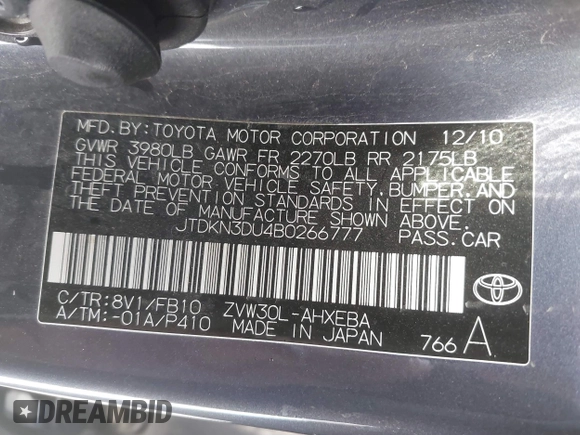 MFD.BY:TOYOTA MOTOR CORPORATION 12/10
GVWR 3980LB GAWR FR 2270LB RR 2175LB
THIS VEHICLE CONFORMS TO ALL APPLICABLE
FEDERAL MOTOR VEHICLE SAFETY,BUMPER,AND
THEFT PREVENTION STANDARDS IN EFFECT ON
THE DATE OF MANUFACTURE SHOWN ABOVE.
JTDKN3DU4B0266777 PASS.CAR
C/TR:8V1/FB10 ZVW30L-AHXEBA
A/TM:-01A/P410 MADE IN JAPAN
766 A
DREAMBID